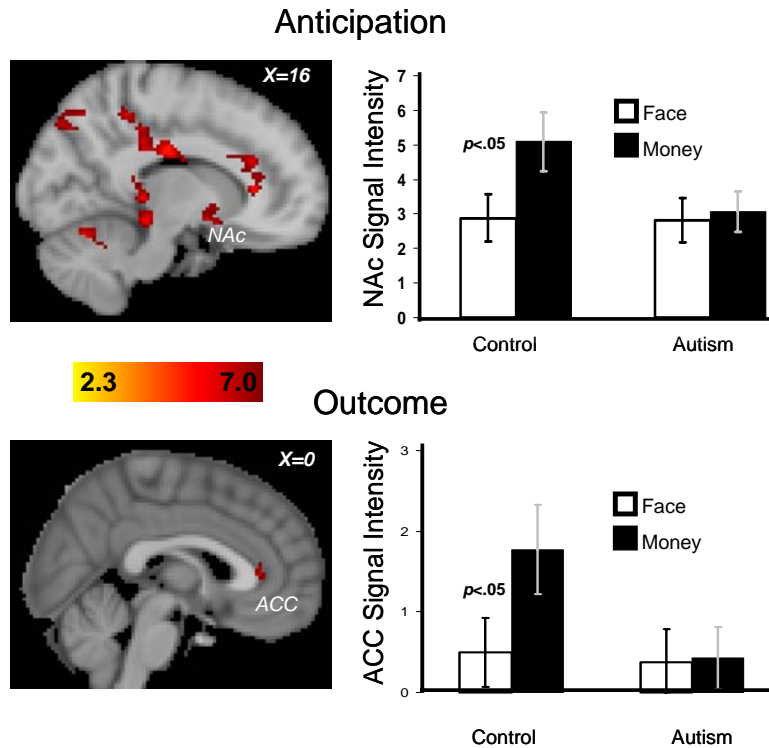 Anticipation
X=16
NAc
NAc Signal Intensity
7
6
5
4
3
2
1
0
p<.05
Face
Money
Control
Autism
2.3
7.0
Outcome
X=0
ACC
ACC Signal Intensity
3
2
1
0
p<.05
Face
Money
Control
Autism